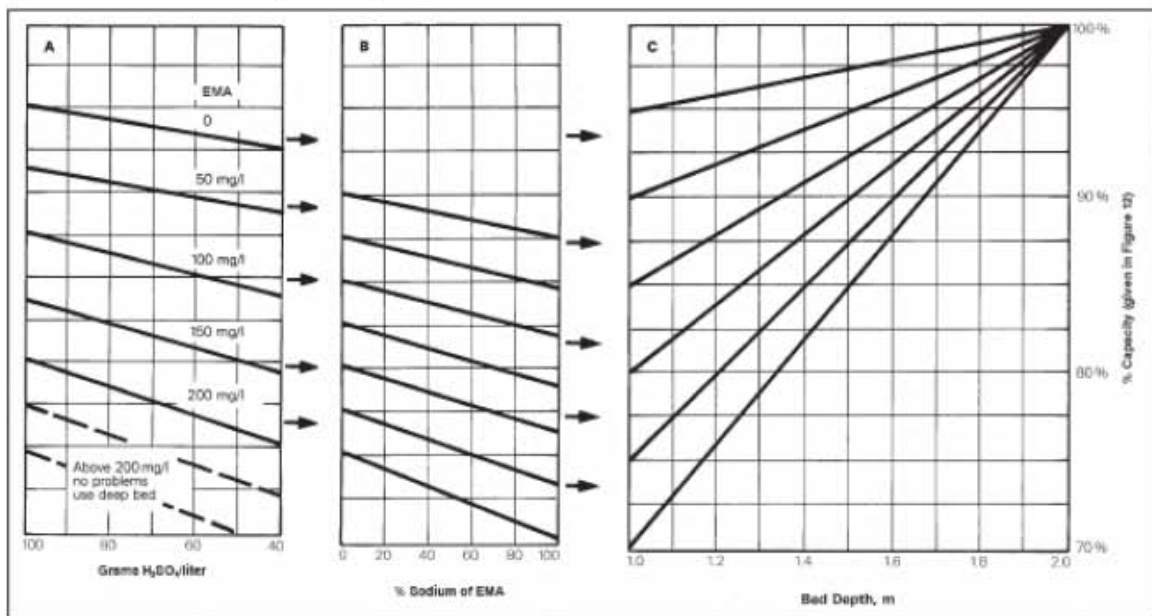 A
EMA
0
50 mg/l
100 mg/l
150 mg/l
200 mg/l
Above 200 mg/l
no problems
use deep bed
100 80 60 40
Grams H₂SO₄/liter
B
0 20 40 60 80 100
% Sodium of EMA
C
100%
90%
80%
70%
% Capacity (given in Figure 12)
1.0 1.2 1.4 1.6 1.8 2.0
Bed Depth, m